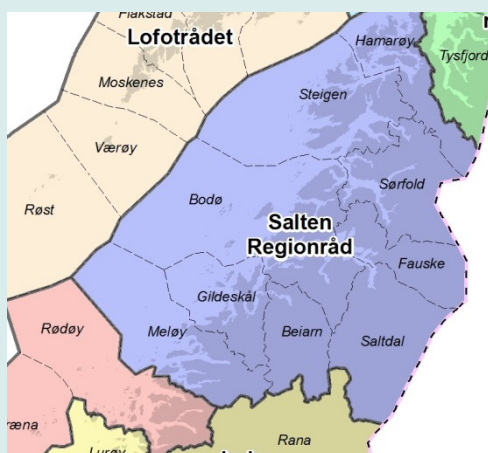 Flakstad
Lofotrådet
Hamarøy
Tysfjord
Moskenes
Steigen
Værøy
Sørfold
Røst
Bodø
Salten
Regionråd
Fauske
Gildeskål
Rødøy
Meløy
Beiarn
Saltdal
Rana
Lurøy